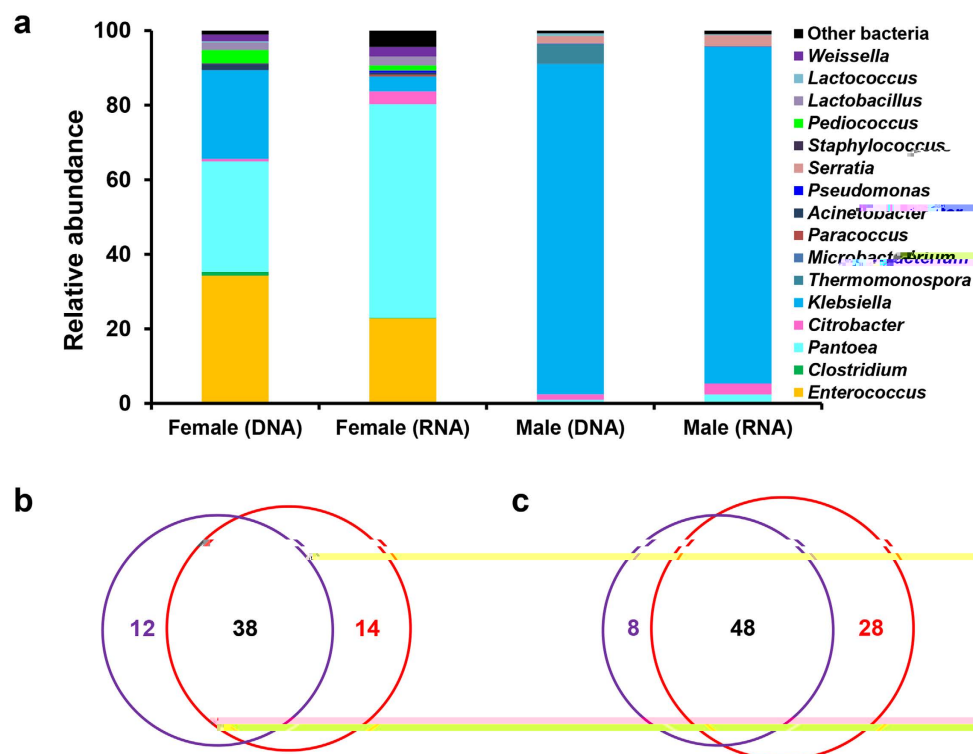 a
100
80
60
40
20
0
Relative abundance
Female (DNA)
Female (RNA)
Male (DNA)
Male (RNA)
Other bacteria
Weissella
Lactococcus
Lactobacillus
Pediococcus
Staphylococcus
Serratia
Pseudomonas
Acinetobacter
Paracoccus
Microbacterium
Thermomonospora
Klebsiella
Citrobacter
Pantoea
Clostridium
Enterococcus
b
12
38
14
c
8
48
28